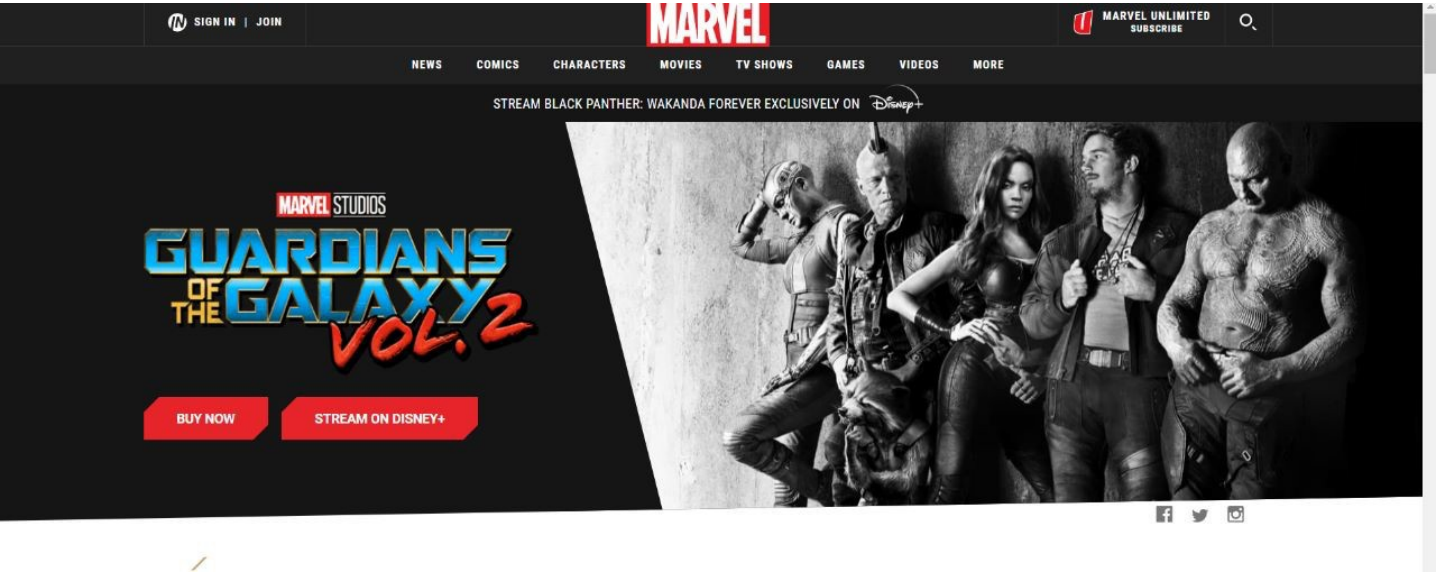 SIGN IN | JOIN
MARVEL
MARVEL UNLIMITED
SUBSCRIBE
NEWS COMICS CHARACTERS MOVIES TV SHOWS GAMES VIDEOS MORE
STREAM BLACK PANTHER: WAKANDA FOREVER EXCLUSIVELY ON Disney+
MARVEL STUDIOS
GUARDIANS
OF THE GALAXY
VOL. 2
BUY NOW
STREAM ON DISNEY+